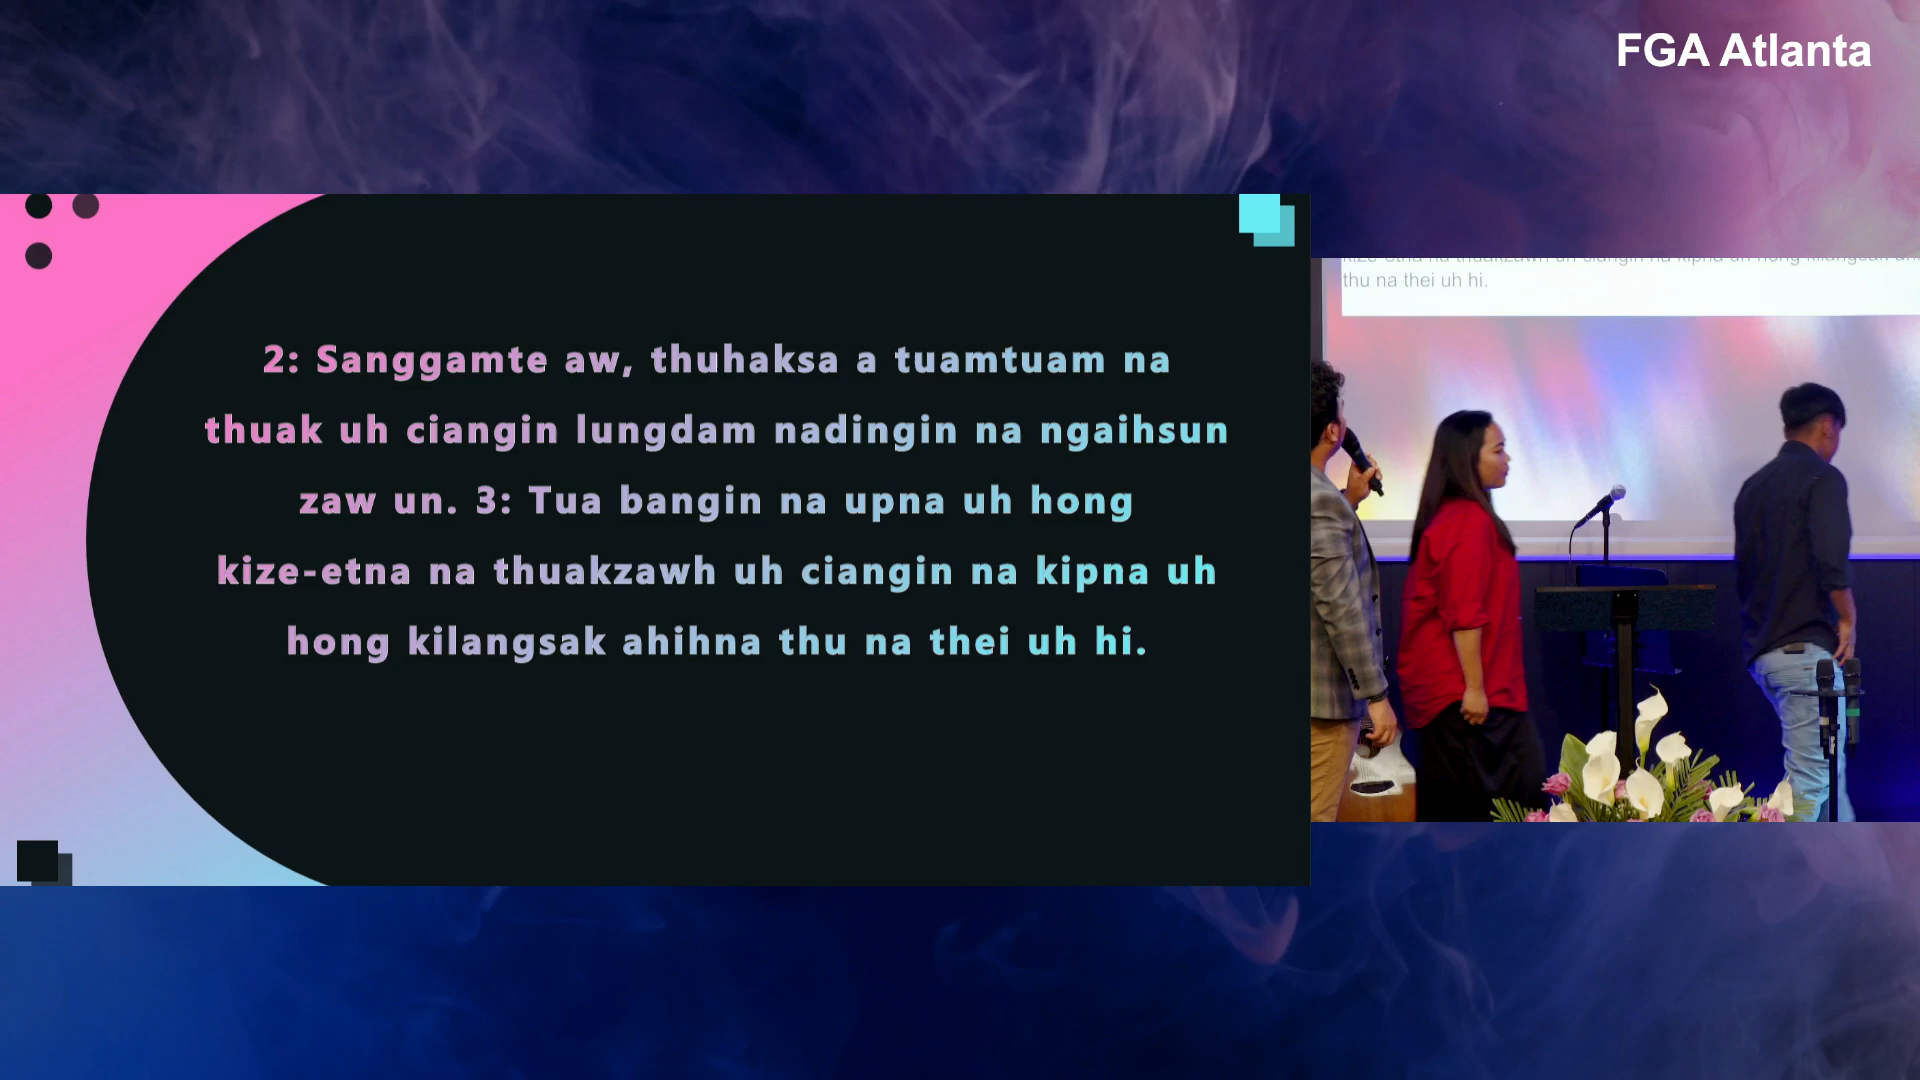 FGA Atlanta
2: Sanggamte aw, thuhaksa a tuamtuam na
thuak uh ciangin lungdam nadingin na ngaihsun
zaw un. 3: Tua bangin na upna uh hong
kize-etna na thuakzawh uh ciangin na kipna uh
hong kilangsak ahihna thu na thei uh hi.
thu na thei uh hi.